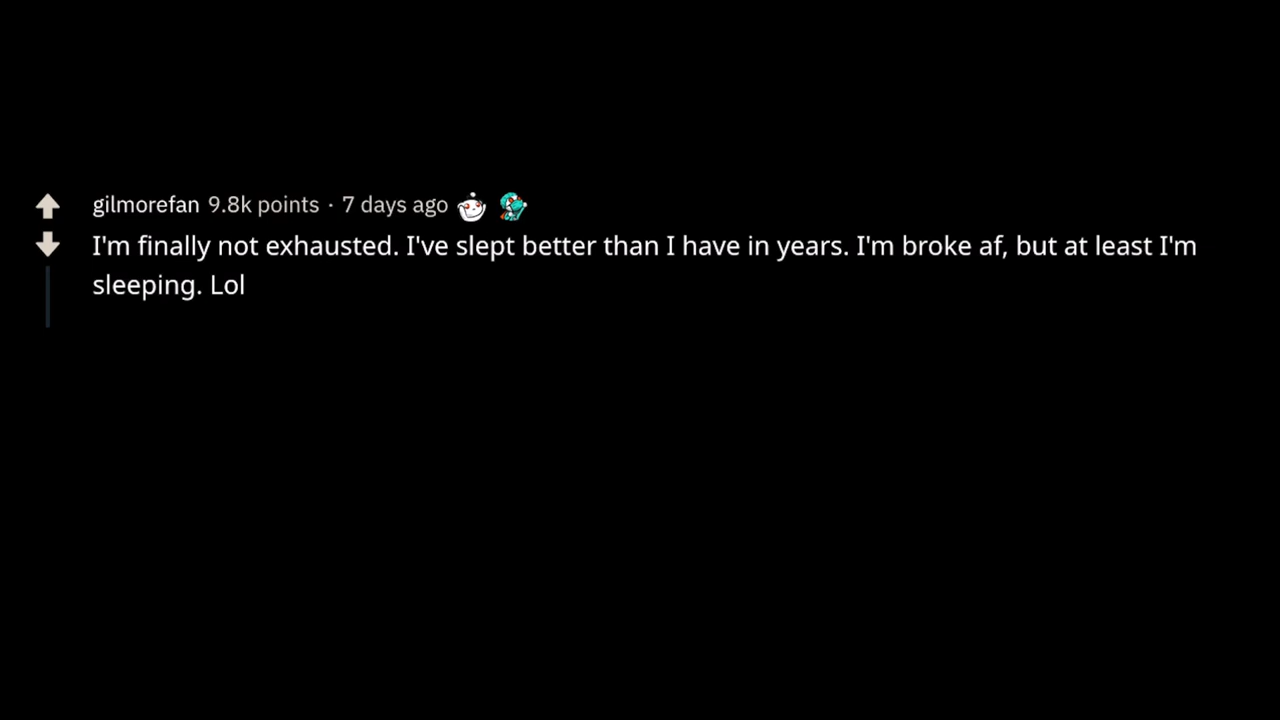 gilmorefan 9.8k points · 7 days ago
I'm finally not exhausted. I've slept better than I have in years. I'm broke af, but at least I'm
sleeping. Lol